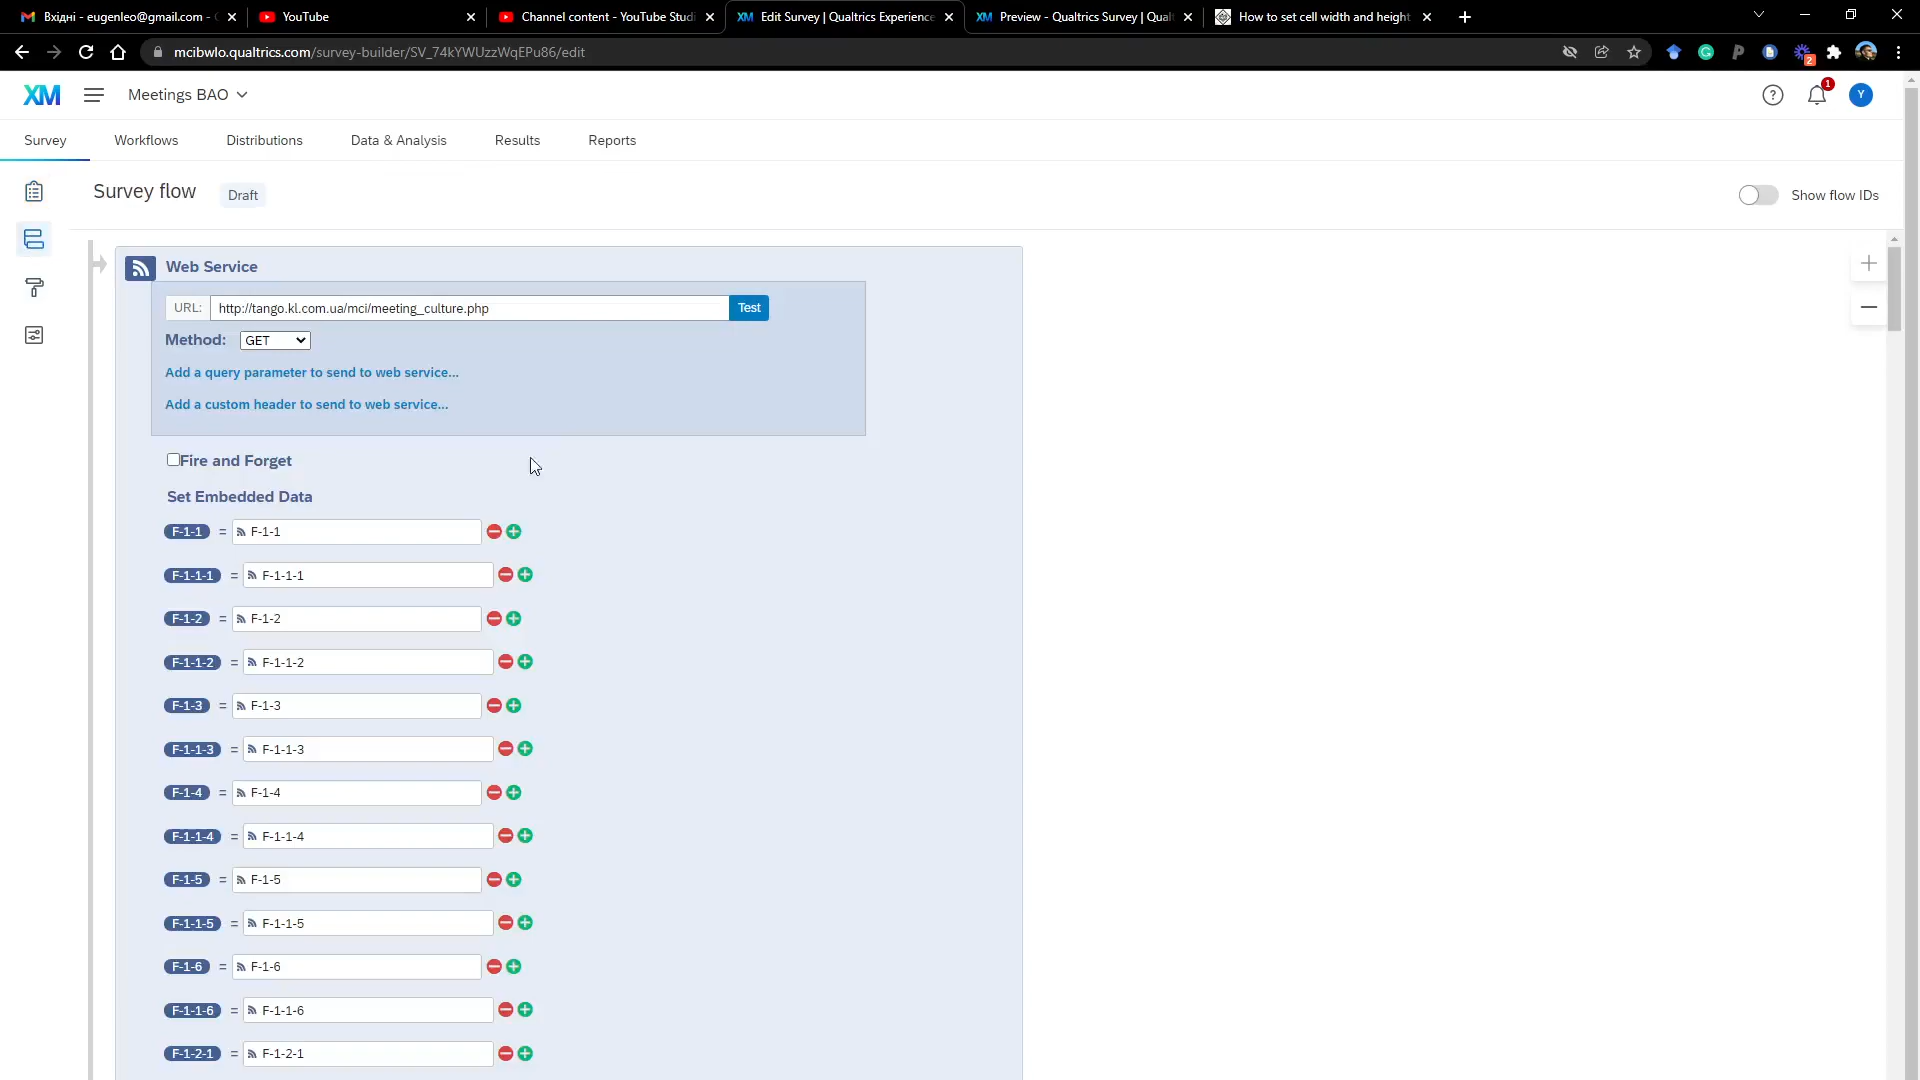 Вхідні - eugenleo@gmail.com -
YouTube
Channel content - YouTube Studi
Edit Survey | Qualtrics Experience
Preview - Qualtrics Survey | Qual
How to set cell width and height
mcibwlo.qualtrics.com/survey-builder/SV_74kYWUzzWqEPu86/edit
2
XM
Meetings BAO
1
Y
Survey
Workflows
Distributions
Data & Analysis
Results
Reports
Survey flow
Draft
Show flow IDs
Web Service
URL: http://tango.kl.com.ua/mci/meeting_culture.php Test
Method: GET
Add a query parameter to send to web service...
Add a custom header to send to web service...
Fire and Forget
Set Embedded Data
F-1-1 = F-1-1
F-1-1-1 = F-1-1-1
F-1-2 = F-1-2
F-1-1-2 = F-1-1-2
F-1-3 = F-1-3
F-1-1-3 = F-1-1-3
F-1-4 = F-1-4
F-1-1-4 = F-1-1-4
F-1-5 = F-1-5
F-1-1-5 = F-1-1-5
F-1-6 = F-1-6
F-1-1-6 = F-1-1-6
F-1-2-1 = F-1-2-1